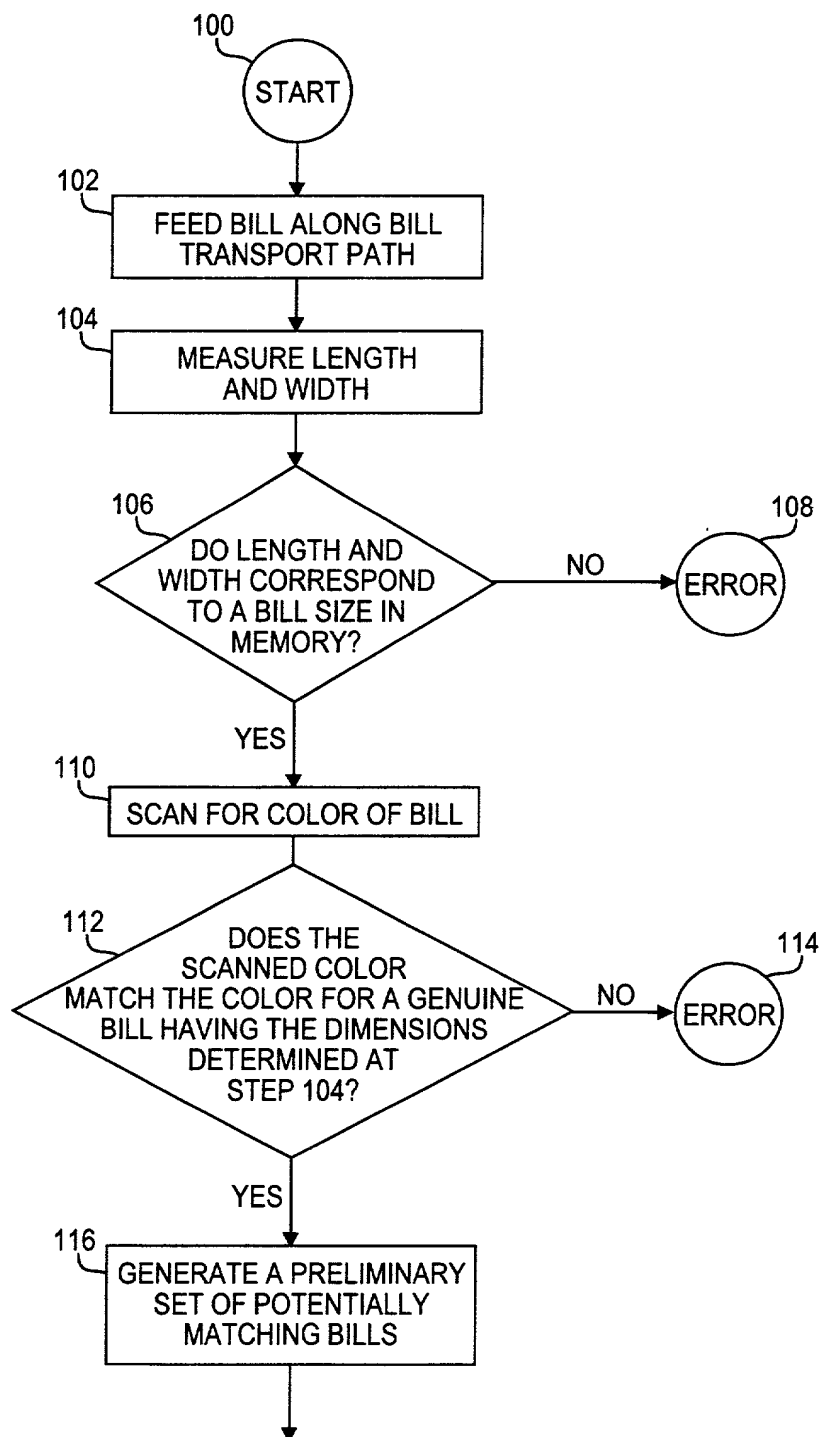 100
START
102
FEED BILL ALONG BILL
TRANSPORT PATH
104
MEASURE LENGTH
AND WIDTH
106
DO LENGTH AND
WIDTH CORRESPOND
TO A BILL SIZE IN
MEMORY?
NO
108
ERROR
YES
110
SCAN FOR COLOR OF BILL
112
DOES THE
SCANNED COLOR
MATCH THE COLOR FOR A GENUINE
BILL HAVING THE DIMENSIONS
DETERMINED AT
STEP 104?
NO
114
ERROR
YES
116
GENERATE A PRELIMINARY
SET OF POTENTIALLY
MATCHING BILLS